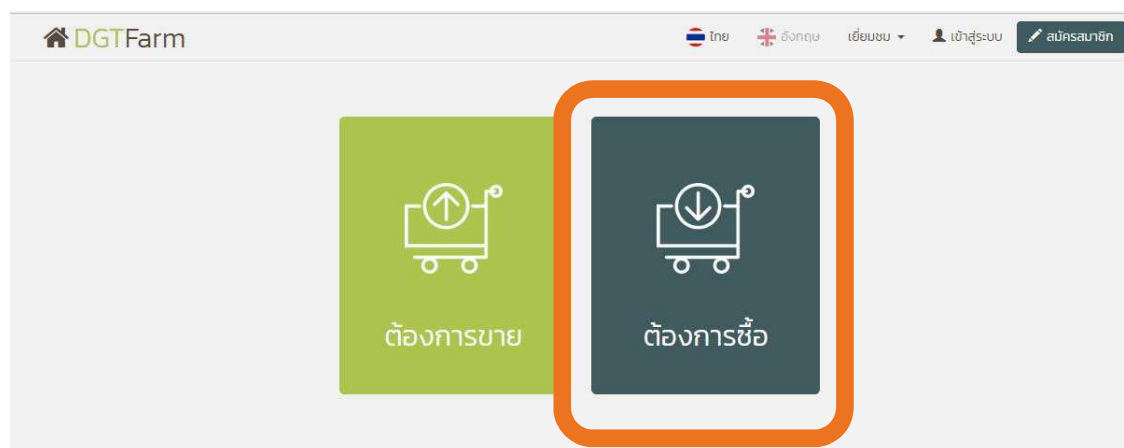 DGTFarm ไทย อังกฤษ เยี่ยมชม เข้าสู่ระบบ สมัครสมาชิก
ต้องการขาย ต้องการซื้อ